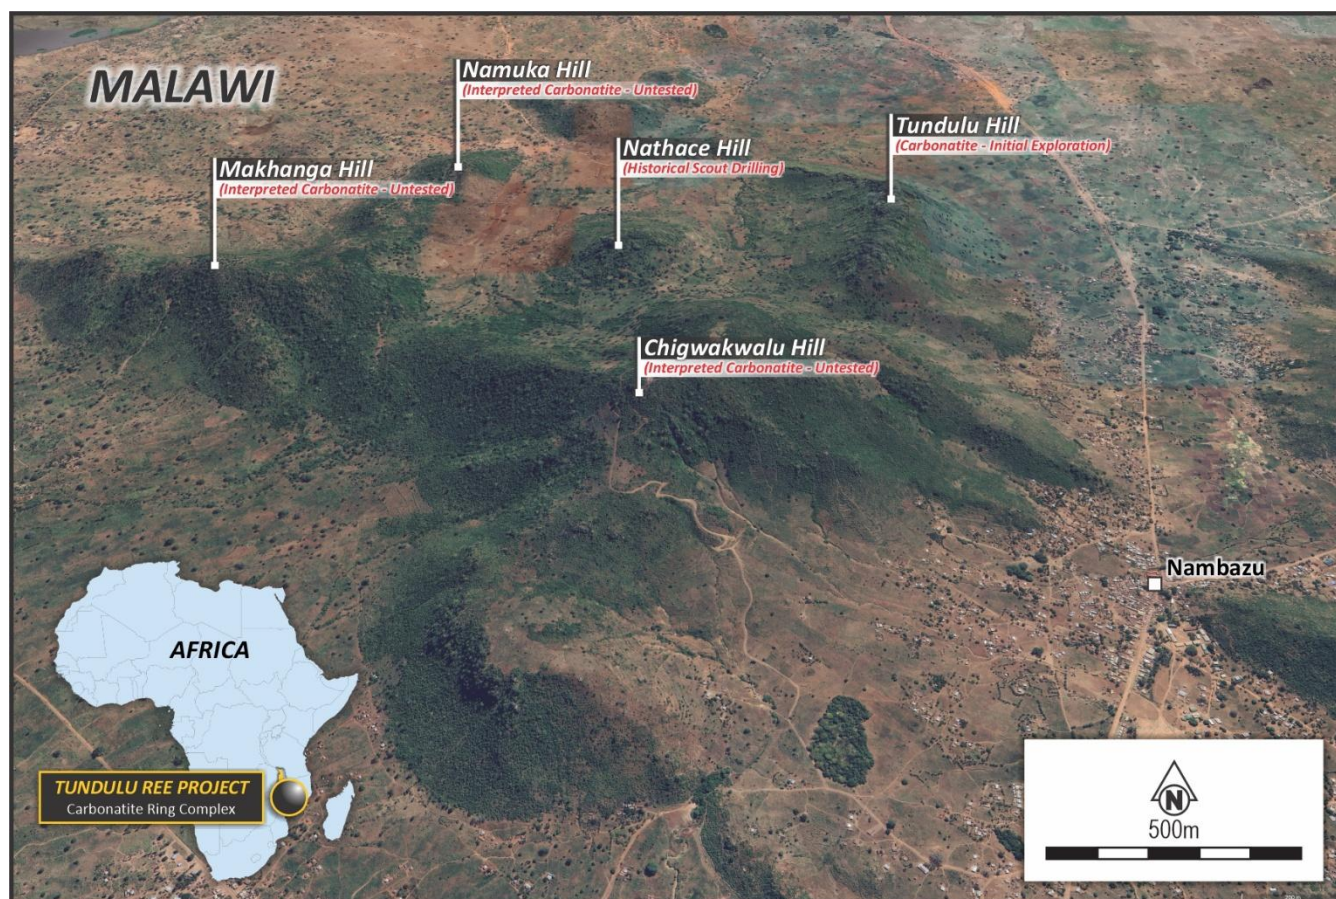 MALAWI
Namuka Hill
(Interpreted Carbonatite - Untested)
Tundulu Hill
(Carbonatite - Initial Exploration)
Nathace Hill
(Historical Scout Drilling)
Makhanga Hill
(Interpreted Carbonatite - Untested)
Chigwakwalu Hill
(Interpreted Carbonatite - Untested)
Nambazu
AFRICA
TUNDULU REE PROJECT
Carbonatite Ring Complex
N
500m